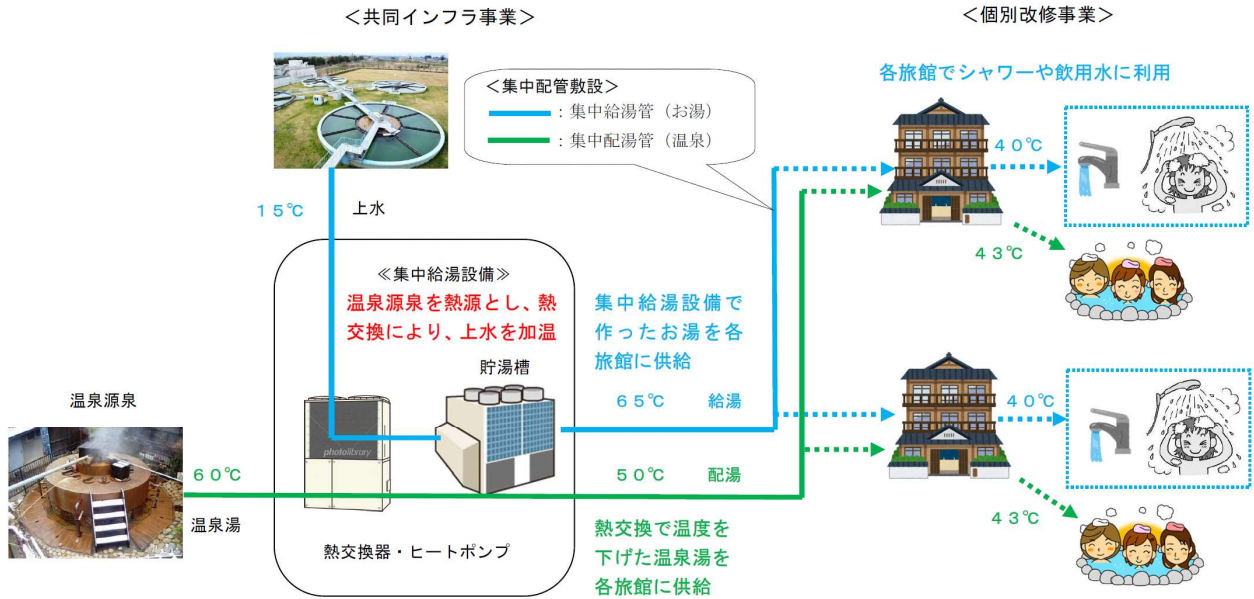 ＜共同インフラ事業＞
＜個別改修事業＞
＜集中配管敷設＞
：集中給湯管（お湯）
：集中配湯管（温泉）
各旅館でシャワーや飲用水に利用
４０℃
４３℃
１５℃
上水
≪集中給湯設備≫
温泉源泉を熱源とし、熱
交換により、上水を加温
集中給湯設備で
作ったお湯を各
旅館に供給
貯湯槽
photolibrary
６５℃
給湯
４０℃
４３℃
温泉源泉
６０℃
温泉湯
５０℃
配湯
熱交換器・ヒートポンプ
熱交換で温度を
下げた温泉湯を
各旅館に供給